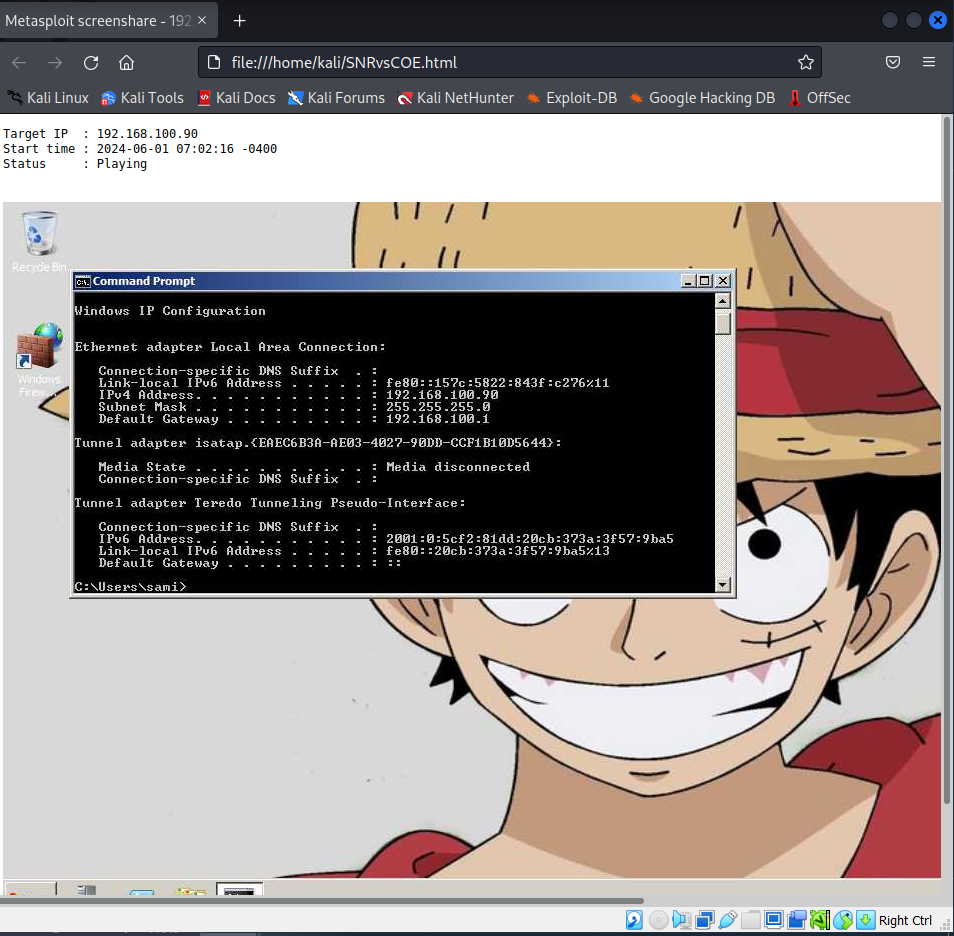 Metasploit screenshare - 192
file:///home/kali/SNRvsCOE.html
Kali Linux Kali Tools Kali Docs Kali Forums Kali NetHunter Exploit-DB Google Hacking DB OffSec
Target IP  : 192.168.100.90
Start time : 2024-06-01 07:02:16 -0400
Status     : Playing
Recycle Bin
Command Prompt
Windows IP Configuration
Ethernet adapter Local Area Connection:
Connection-specific DNS Suffix  . :
Link-local IPv6 Address . . . . . : fe80::157c:5822:843f:c276%11
IPv4 Address. . . . . . . . . . . : 192.168.100.90
Subnet Mask . . . . . . . . . . . : 255.255.255.0
Default Gateway . . . . . . . . . : 192.168.100.1
Tunnel adapter isatap.{EAEC6B3A-AE03-4027-90DD-CCF1B10D5644}:
Media State . . . . . . . . . . . : Media disconnected
Connection-specific DNS Suffix  . :
Tunnel adapter Teredo Tunneling Pseudo-Interface:
Connection-specific DNS Suffix  . :
IPv6 Address. . . . . . . . . . . : 2001:0:5cf2:81dd:20cb:373a:3f57:9ba5
Link-local IPv6 Address . . . . . : fe80::20cb:373a:3f57:9ba5%13
Default Gateway . . . . . . . . . : ::
C:\Users\sami>
Windows
Firew...
Right Ctrl